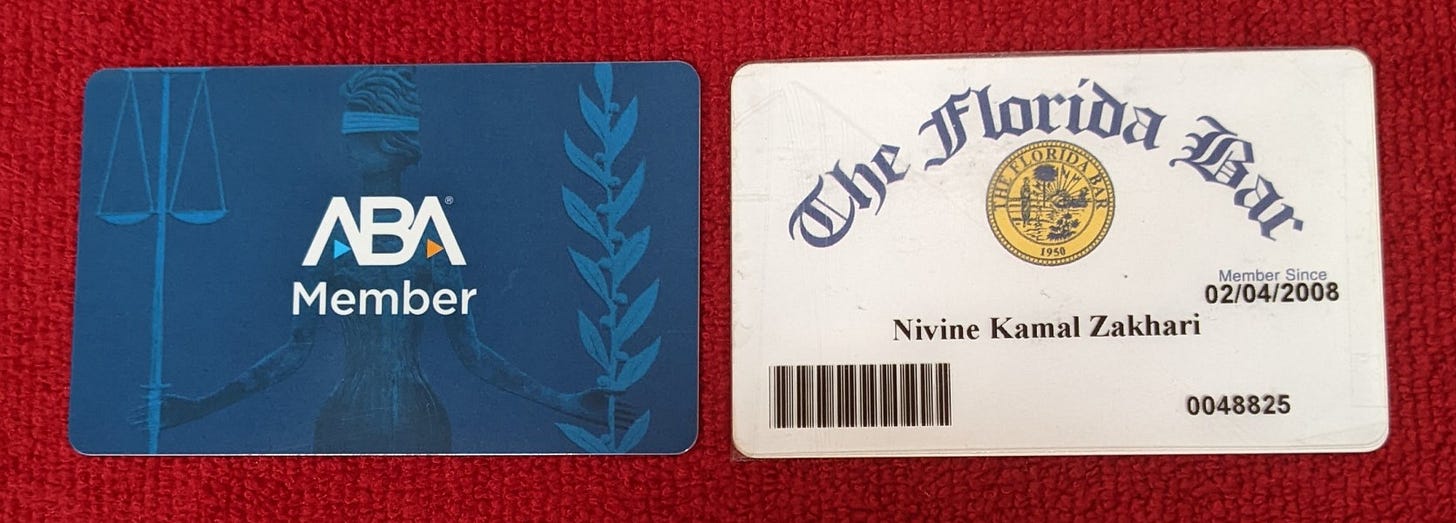 ABA®
Member
The Florida Bar
THE FLORIDA BAR
1950
Member Since
02/04/2008
Nivine Kamal Zakhari
0048825